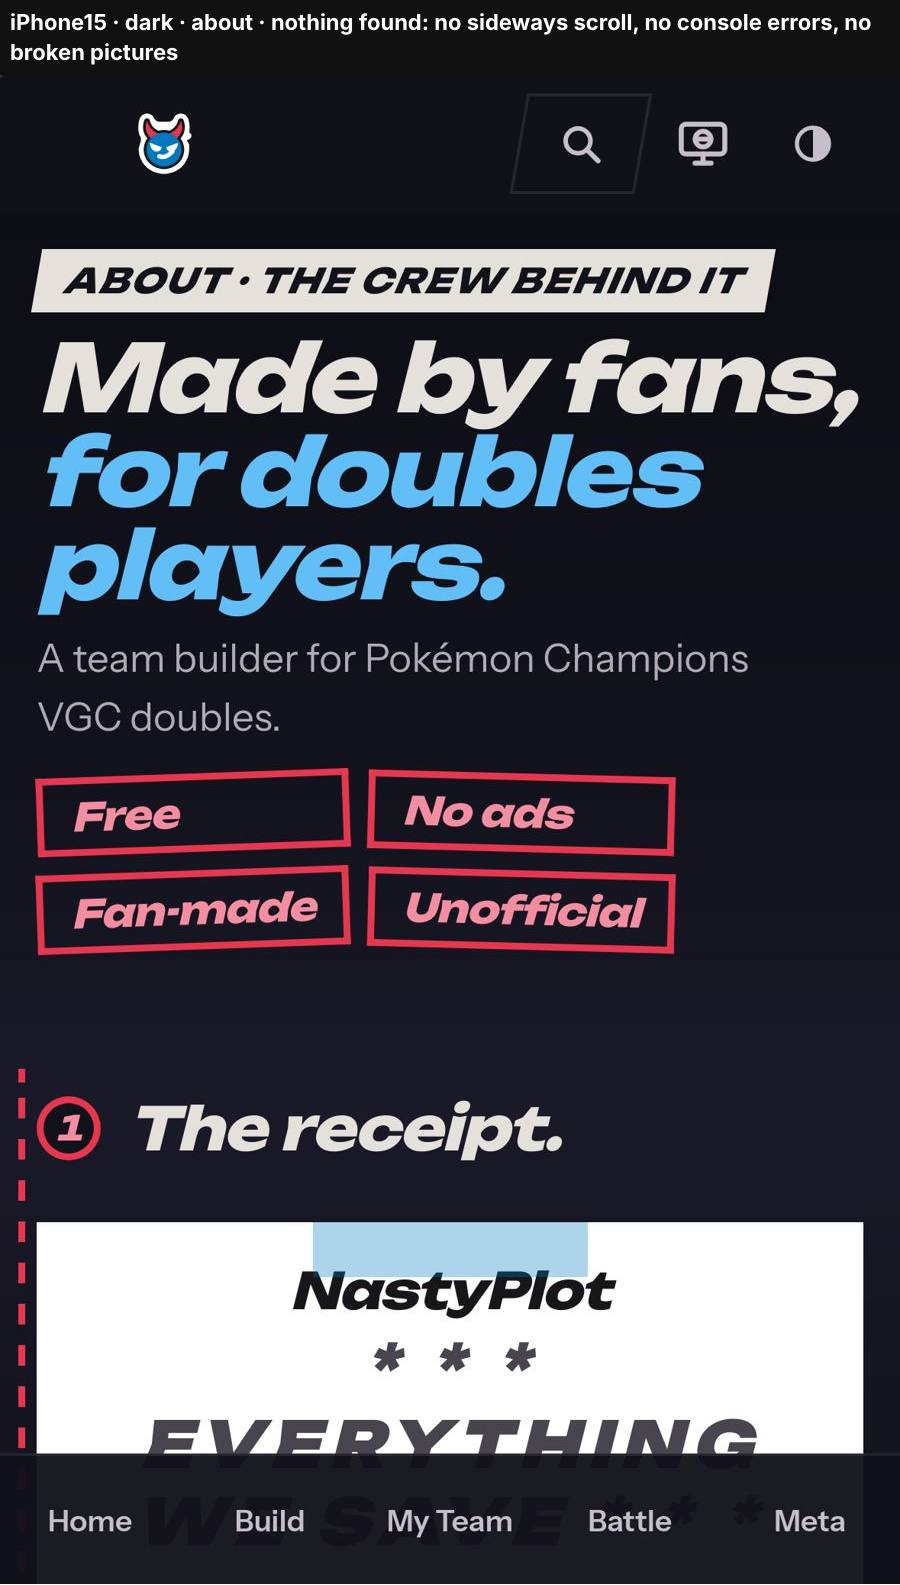 iPhone15 · dark · about · nothing found: no sideways scroll, no console errors, no
broken pictures
ABOUT · THE CREW BEHIND IT
Made by fans,
for doubles
players.
A team builder for Pokémon Champions
VGC doubles.
Free
No ads
Fan-made
Unofficial
1 The receipt.
NastyPlot
* * *
EVERYTHING
WE SAVE * * *
Home Build My Team Battle Meta